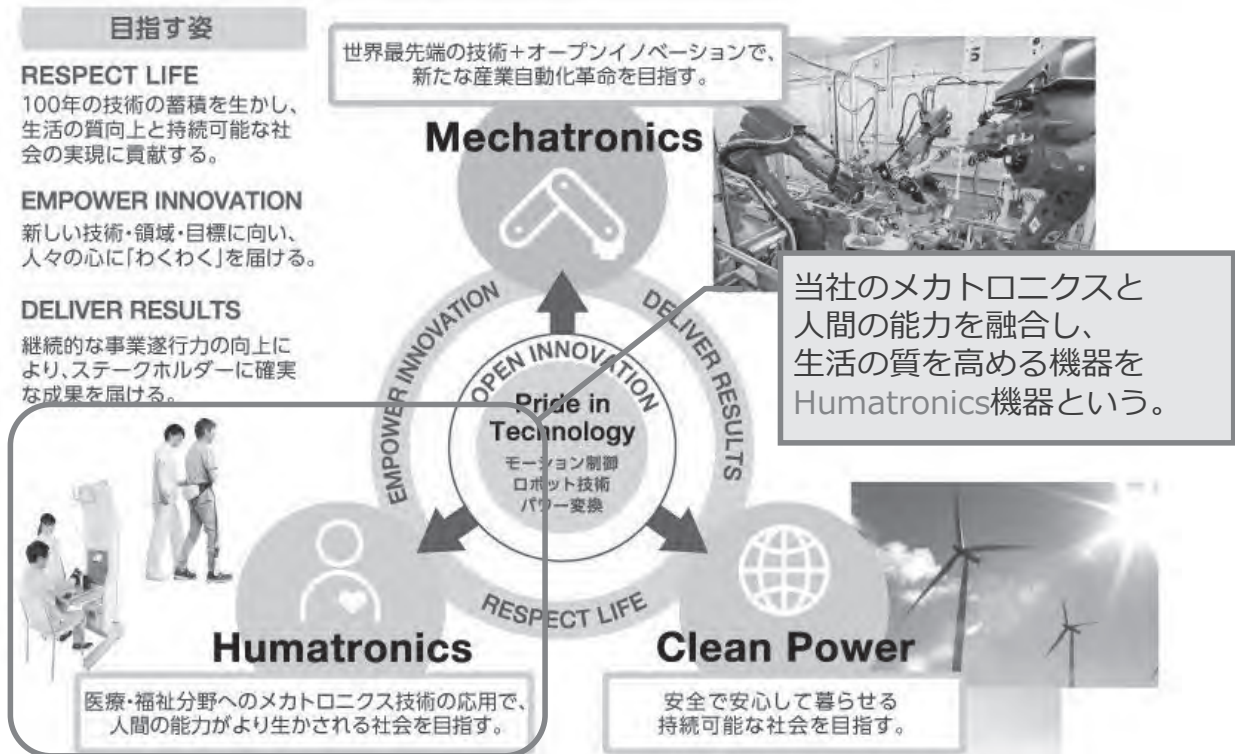 目指す姿
RESPECT LIFE
100年の技術の蓄積を生かし、
生活の質向上と持続可能な社
会の実現に貢献する。
EMPOWER INNOVATION
新しい技術・領域・目標に向い、
人々の心に「わくわく」を届ける。
DELIVER RESULTS
継続的な事業遂行力の向上に
より、ステークホルダーに確実
な成果を届ける。
世界最先端の技術＋オープンイノベーションで、
新たな産業自動化革命を目指す。
Mechatronics
5
当社のメカトロニクスと
人間の能力を融合し、
生活の質を高める機器を
Humatronics機器という。
EMPOWER INNOVATION
DELIVER RESULTS
RESPECT LIFE
OPEN INNOVATION
Pride in
Technology
モーション制御
ロボット技術
パワー変換
Humatronics
医療・福祉分野へのメカトロニクス技術の応用で、
人間の能力がより生かされる社会を目指す。
Clean Power
安全で安心して暮らせる
持続可能な社会を目指す。